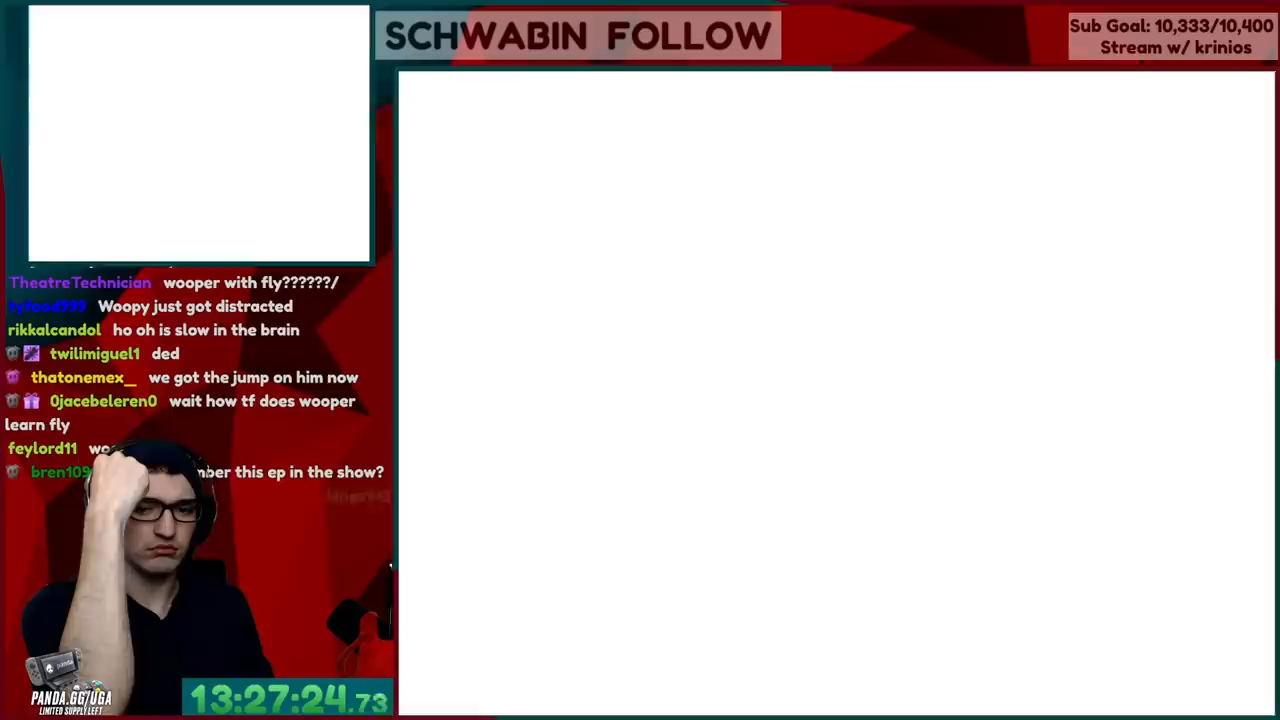 SCHWABIN FOLLOW
Sub Goal: 10,333/10,400
Stream w/ krinios
TheatreTechnician wooper with fly??????/
tyfood999 Woopy just got distracted
rikkalcandol ho oh is slow in the brain
twilimiguel1 ded
thatonemex_ we got the jump on him now
0jacebeleren0 wait how tf does wooper
learn fly
feylord11
bren109 this ep in the show?
PANDA.GG/UGA
LIMITED SUPPLY LEFT
13:27:24.73